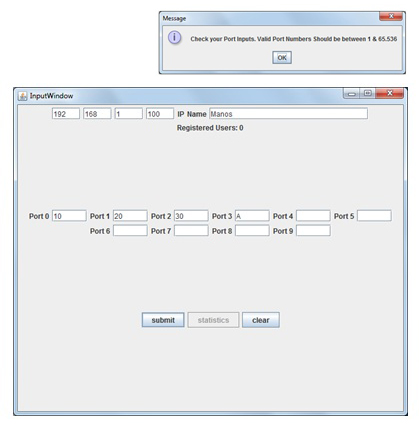 Message
Check your Port Inputs. Valid Port Numbers Should be between 1 & 65.536
OK
InputWindow
192 168 1 100 IP Name Manos
Registered Users: 0
Port 0 10 Port 1 20 Port 2 30 Port 3 A Port 4 Port 5
Port 6 Port 7 Port 8 Port 9
submit statistics clear